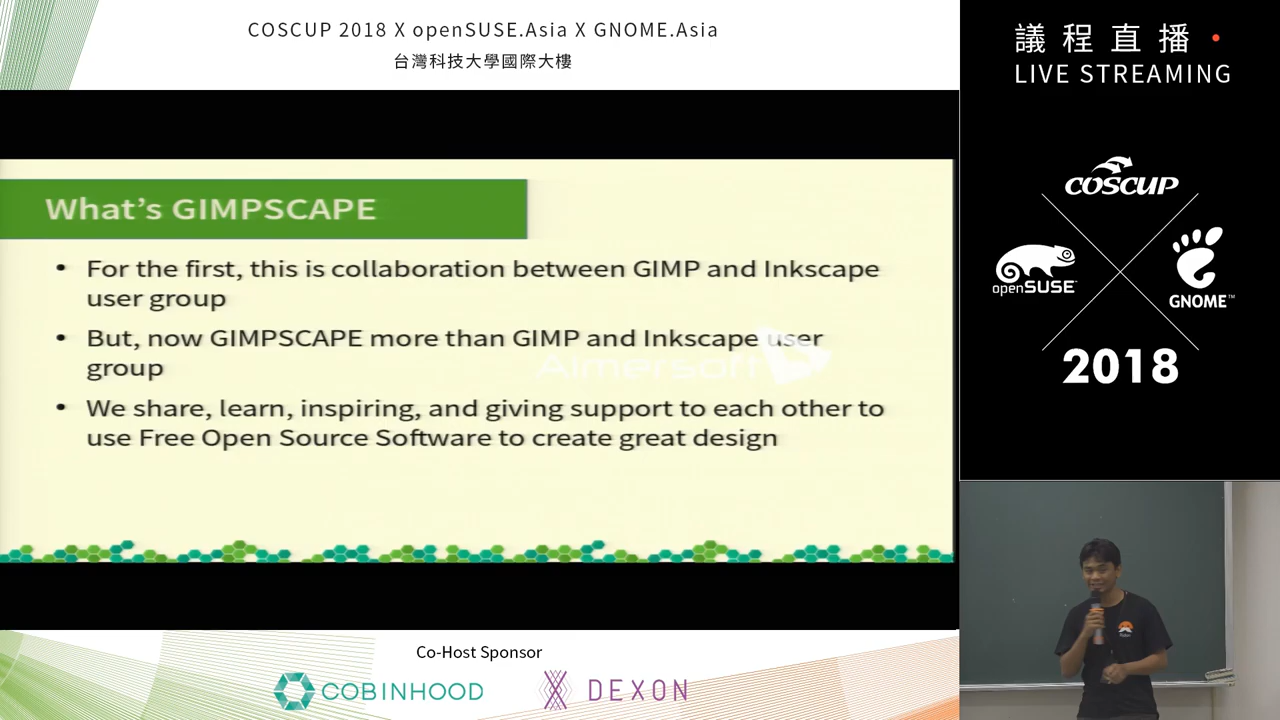 COSCUP 2018 X openSUSE.Asia X GNOME.Asia
台灣科技大學國際大樓
議程直播
LIVE STREAMING
What's GIMPSCAPE
• For the first, this is collaboration between GIMP and Inkscape
user group
• But, now GIMPSCAPE more than GIMP and Inkscape user
group
• We share, learn, inspiring, and giving support to each other to
use Free Open Source Software to create great design
Aimersoft
COSCUP
openSUSE
GNOME™
2018
Co-Host Sponsor
COBINHOOD
DEXON